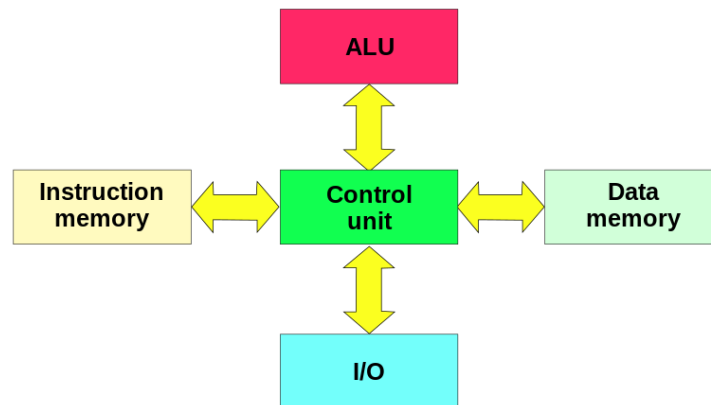 ALU
Instruction
memory
Control
unit
Data
memory
I/O